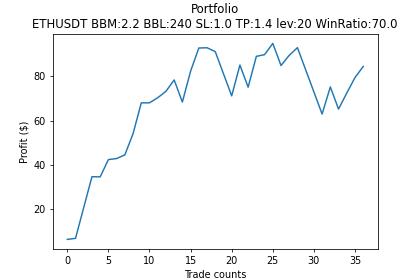 Portfolio
ETHUSDT BBM:2.2 BBL:240 SL:1.0 TP:1.4 lev:20 WinRatio:70.0
80
60
40
20
Profit ($)
0 5 10 15 20 25 30 35
Trade counts